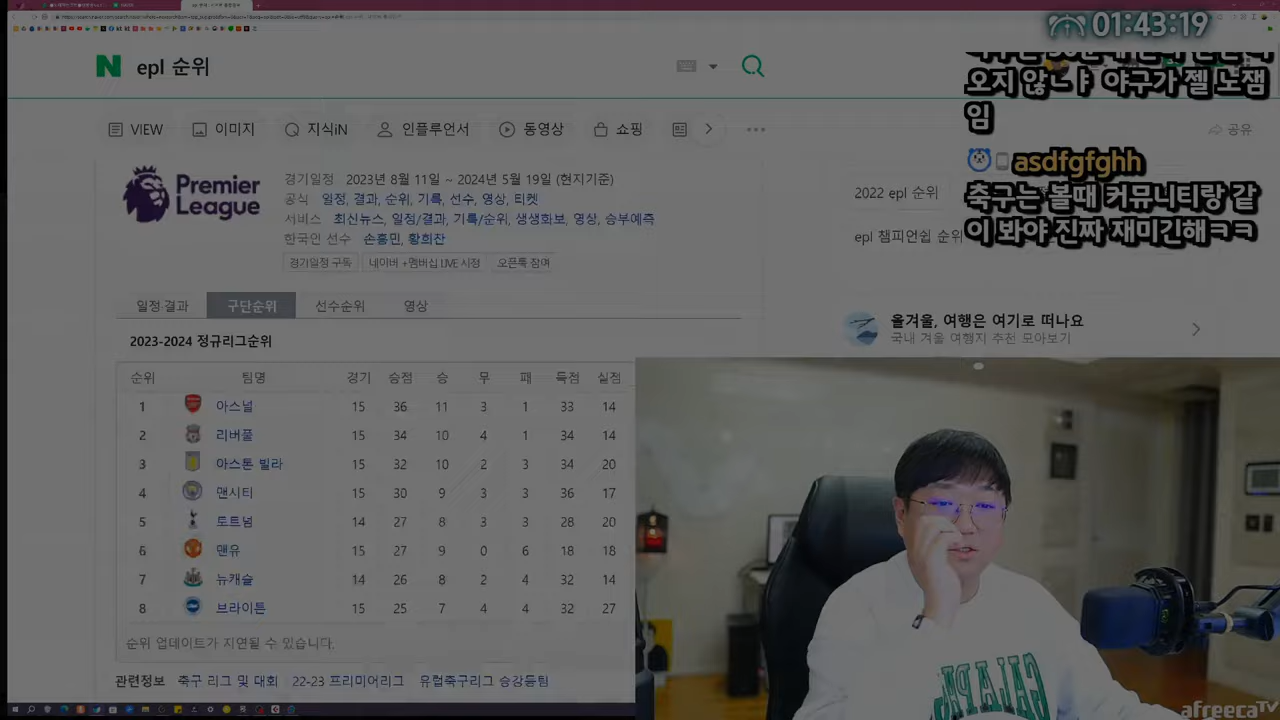 01:43:19
N epl 순위
오지 않ㄴㅑ 야구가 젤 노잼
임
VIEW 이미지 지식iN 인플루언서 동영상 쇼핑
공유
asdfgfghh
축구는 볼때 커뮤니티랑 같
이 봐야 진짜 재미긴해ㅋㅋ
Premier League
경기일정 2023년 8월 11일 ~ 2024년 5월 19일 (현지기준)
공식 일정, 결과, 순위, 기록, 선수, 영상, 티켓
서비스 최신뉴스, 일정/결과, 기록/순위, 생생화보, 영상, 승부예측
한국인 선수 손흥민, 황희찬
경기일정 구독 네이버 +멤버십 LIVE 시청 오픈톡 참여
2022 epl 순위
epl 챔피언쉽 순위
일정·결과 구단순위 선수순위 영상
올겨울, 여행은 여기로 떠나요
국내 겨울 여행지 추천 모아보기
2023-2024 정규리그순위
순위 팀명 경기 승점 승 무 패 득점 실점
1 아스널 15 36 11 3 1 33 14
2 리버풀 15 34 10 4 1 34 14
3 아스톤 빌라 15 32 10 2 3 34 20
4 맨시티 15 30 9 3 3 36 17
5 토트넘 14 27 8 3 3 28 20
6 맨유 15 27 9 0 6 18 18
7 뉴캐슬 14 26 8 2 4 32 14
8 브라이튼 15 25 7 4 4 32 27
순위 업데이트가 지연될 수 있습니다.
관련정보 축구 리그 및 대회 22-23 프리미어리그 유럽축구리그 승강등팀
GALAPE
afreecaTV